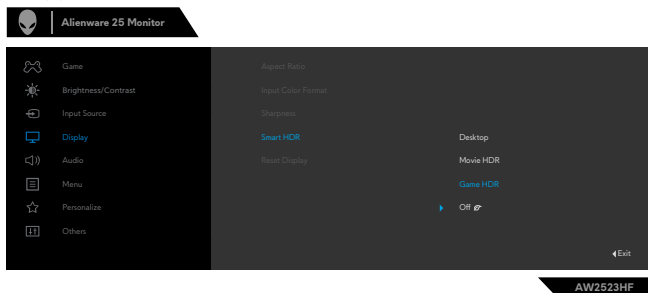 Alienware 25 Monitor
Game
Aspect Ratio
Brightness/Contrast
Input Color Format
Input Source
Sharpness
Display
Smart HDR
Desktop
Audio
Reset Display
Movie HDR
Menu
Game HDR
Personalize
Off
Others
Exit
AW2523HF